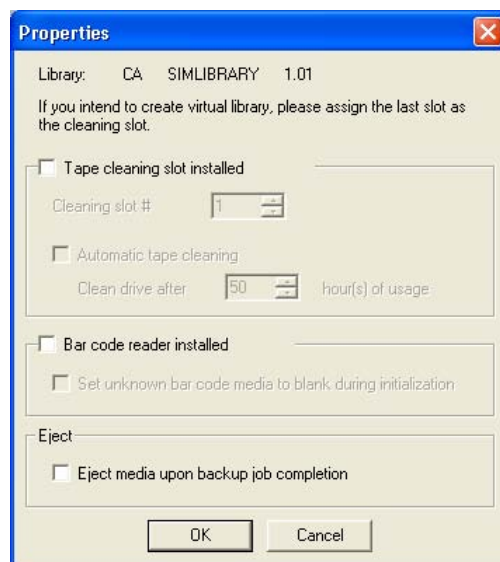 Properties
Library: CA SIMLIBRARY 1.01
If you intend to create virtual library, please assign the last slot as
the cleaning slot.
Tape cleaning slot installed
Cleaning slot # 1
Automatic tape cleaning
Clean drive after 50 hour(s) of usage
Bar code reader installed
Set unknown bar code media to blank during initialization
Eject
Eject media upon backup job completion
OK Cancel